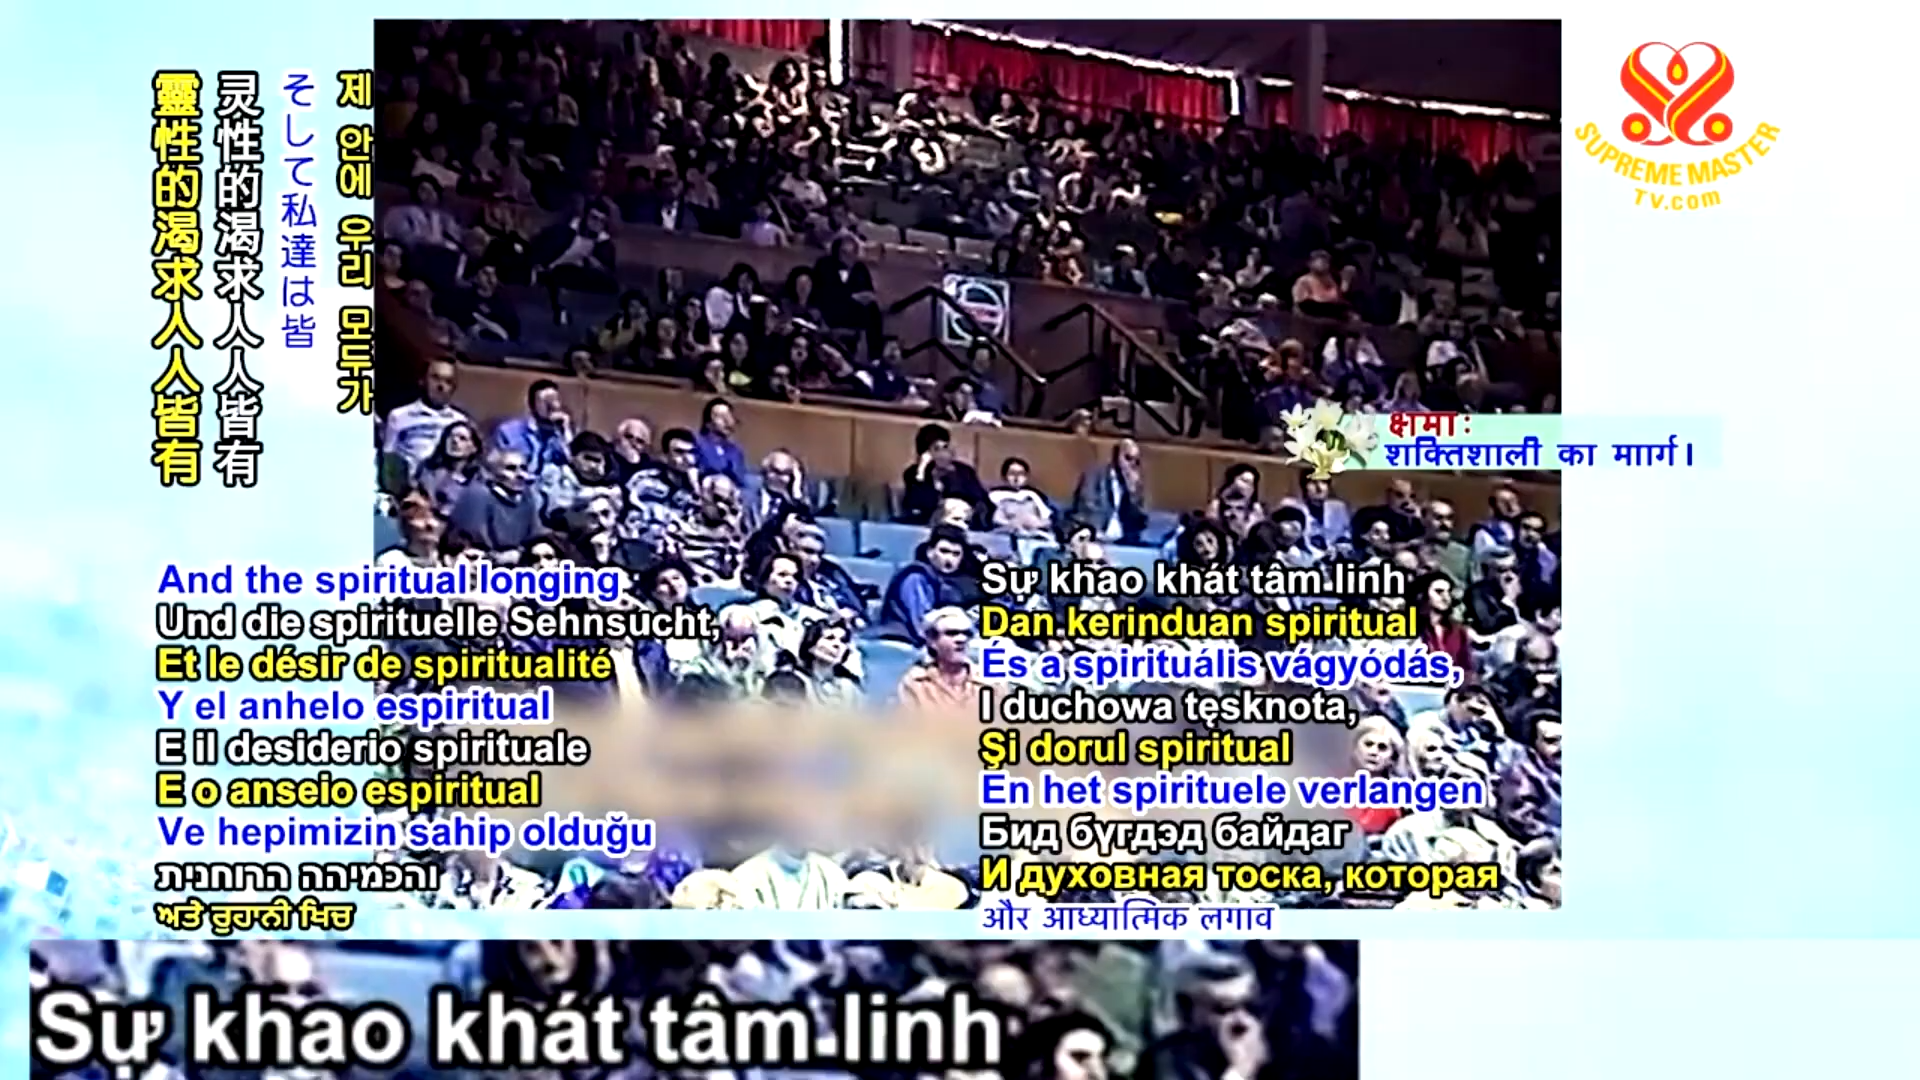 靈性的渴求人人皆有
灵性的渴求人人皆有
そして私達は皆
제 안에 우리 모두가
SUPREME MASTER
TV.com
क्षमाः
शक्तिशाली का माार्ग।
And the spiritual longing
Und die spirituelle Sehnsucht,
Et le désir de spiritualité
Y el anhelo espiritual
E il desiderio spirituale
E o anseio espiritual
Ve hepimizin sahip olduğu
והכמיהה הרוחנית
ਅਤੇ ਰੂਹਾਨੀ ਖਿਚ
Sự khao khát tâm linh
Dan kerinduan spiritual
És a spirituális vágyódás,
I duchowa tęsknota,
Şi dorul spiritual
En het spirituele verlangen
Бид бүгдэд байдаг
И духовная тоска, которая
और आध्यात्मिक लगाव
Sự khao khát tâm linh